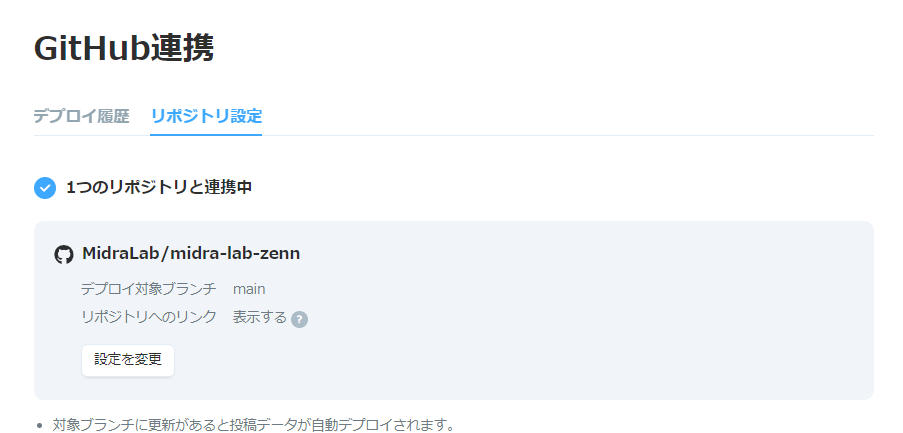 GitHub連携
デプロイ履歴 リポジトリ設定
1つのリポジトリと連携中
MidraLab/midra-lab-zenn
デプロイ対象ブランチ main
リポジトリへのリンク 表示する ?
設定を変更
• 対象ブランチに更新があると投稿データが自動デプロイされます。